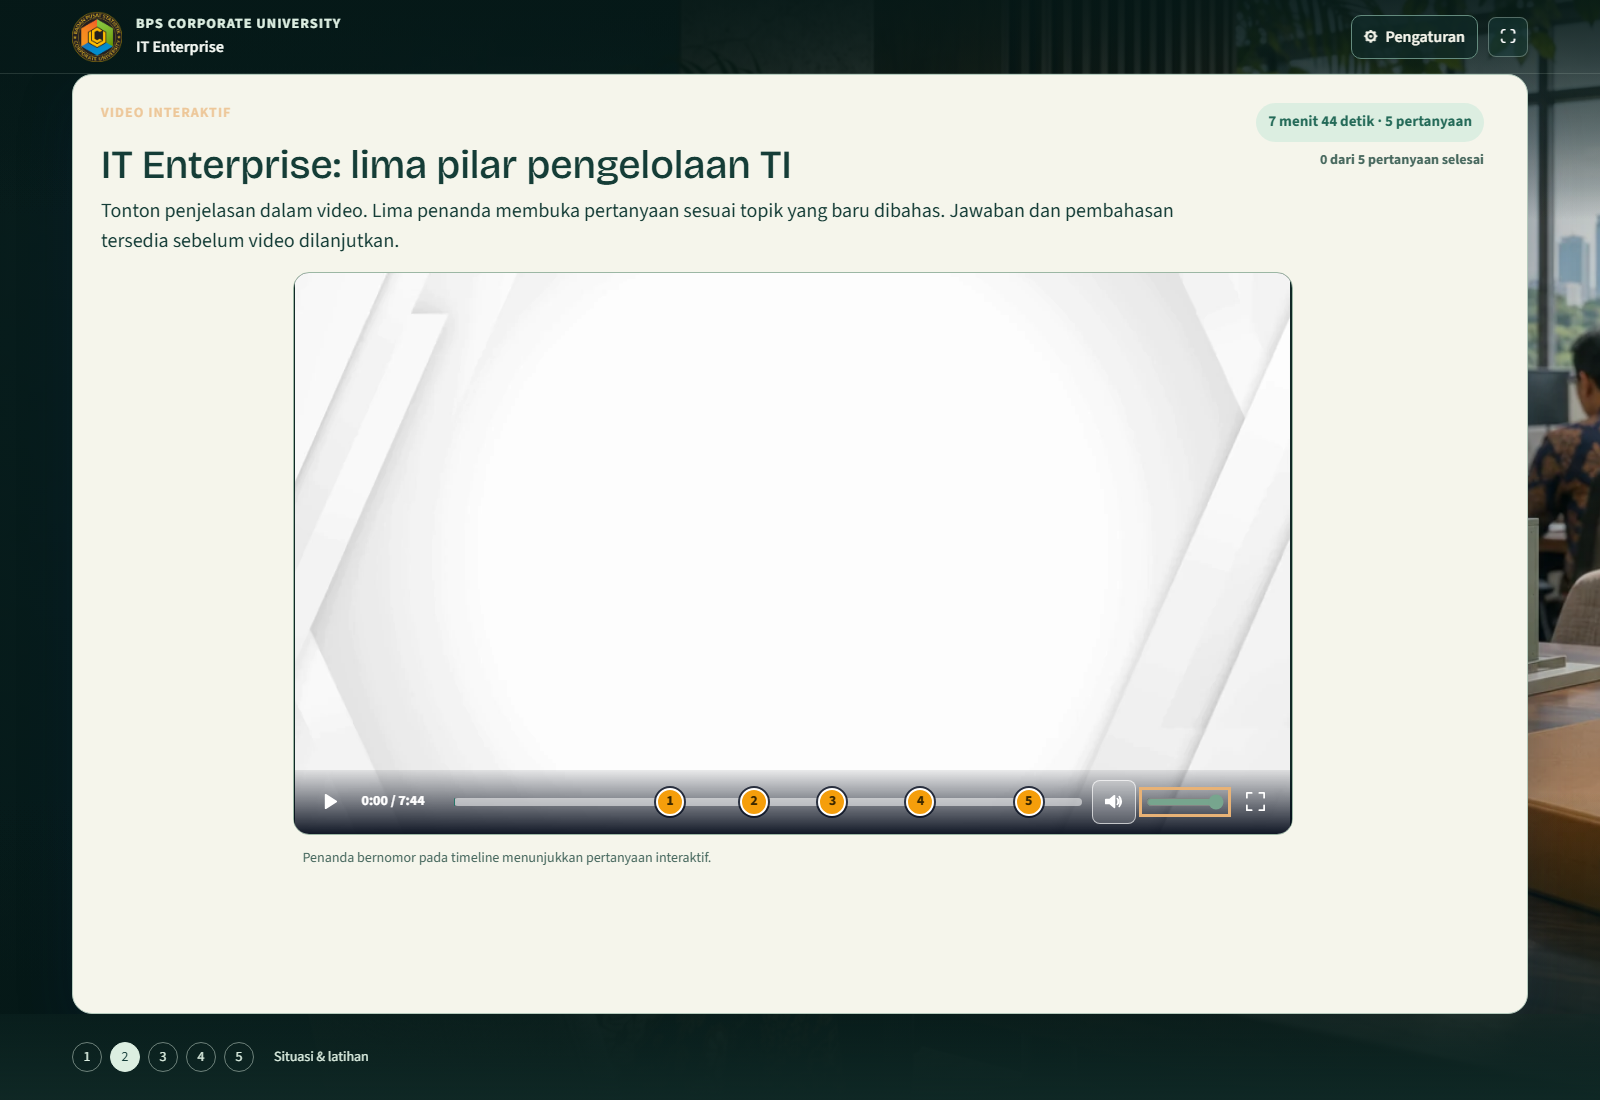 BPS CORPORATE UNIVERSITY
IT Enterprise
Pengaturan
VIDEO INTERAKTIF
7 menit 44 detik · 5 pertanyaan
0 dari 5 pertanyaan selesai
IT Enterprise: lima pilar pengelolaan TI
Tonton penjelasan dalam video. Lima penanda membuka pertanyaan sesuai topik yang baru dibahas. Jawaban dan pembahasan
tersedia sebelum video dilanjutkan.
0:00 / 7:44
1 2 3 4 5
Penanda bernomor pada timeline menunjukkan pertanyaan interaktif.
1 2 3 4 5 Situasi & latihan